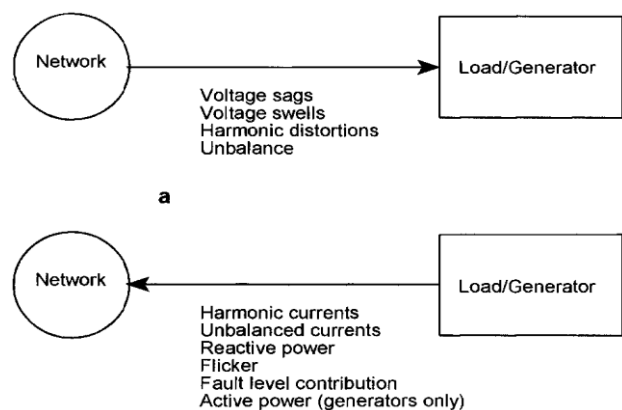 Network
Load/Generator
Voltage sags
Voltage swells
Harmonic distortions
Unbalance
a
Network
Load/Generator
Harmonic currents
Unbalanced currents
Reactive power
Flicker
Fault level contribution
Active power (generators only)